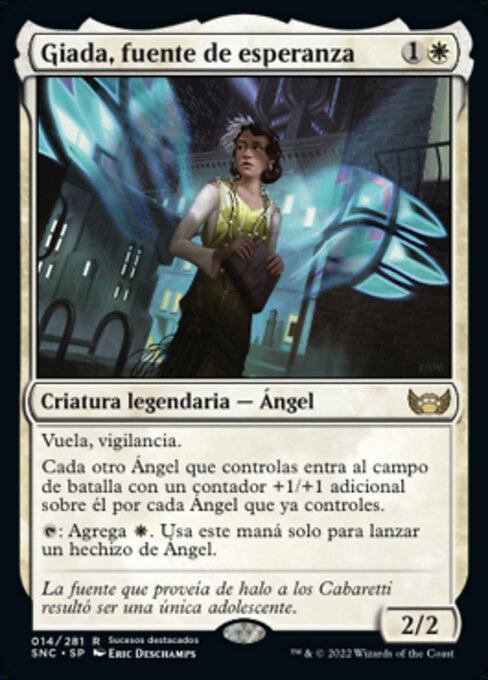 Giada, fuente de esperanza 1
Criatura legendaria — Ángel
Vuela, vigilancia.
Cada otro Ángel que controlas entra al campo
de batalla con un contador +1/+1 adicional
sobre él por cada Ángel que ya controles.
: Agrega . Usa este maná solo para lanzar
un hechizo de Ángel.
La fuente que proveía de halo a los Cabaretti
resultó ser una única adolescente.
2/2
014/281 R Sucesos destacados
SNC • SP Eric Deschamps
™ & © 2022 Wizards of the Coast